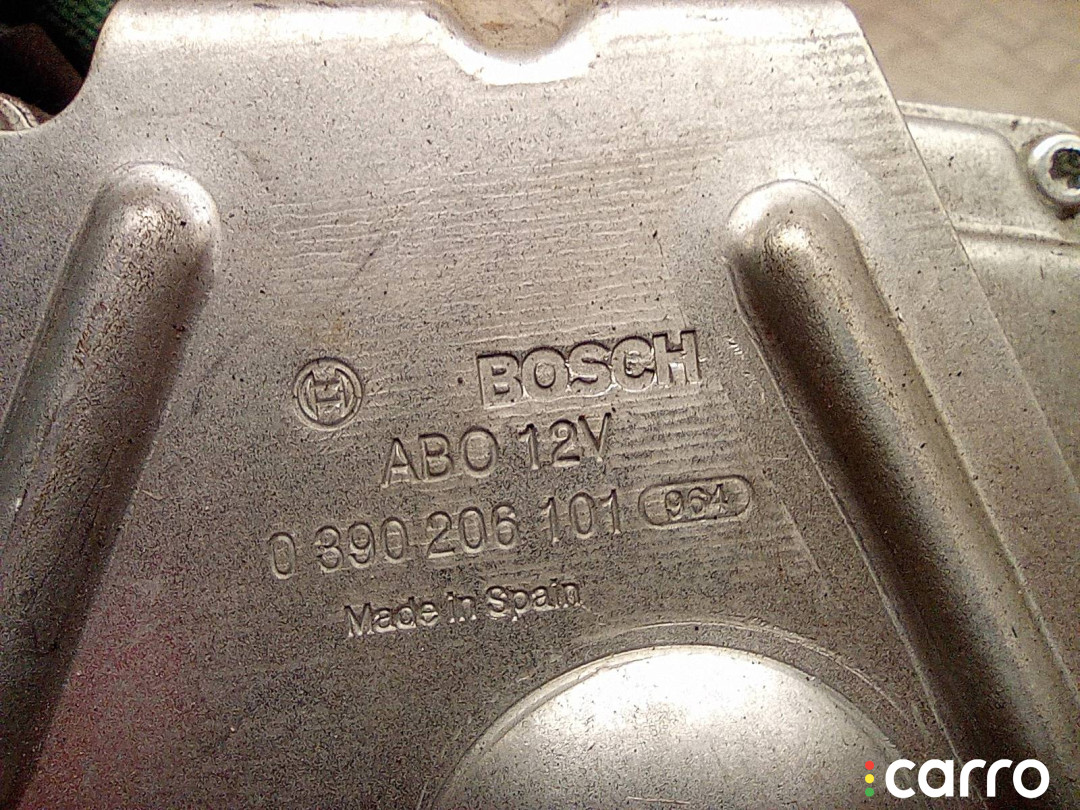 BOSCH
ABO 12V
0 390 206 101 964
Made in Spain
carro